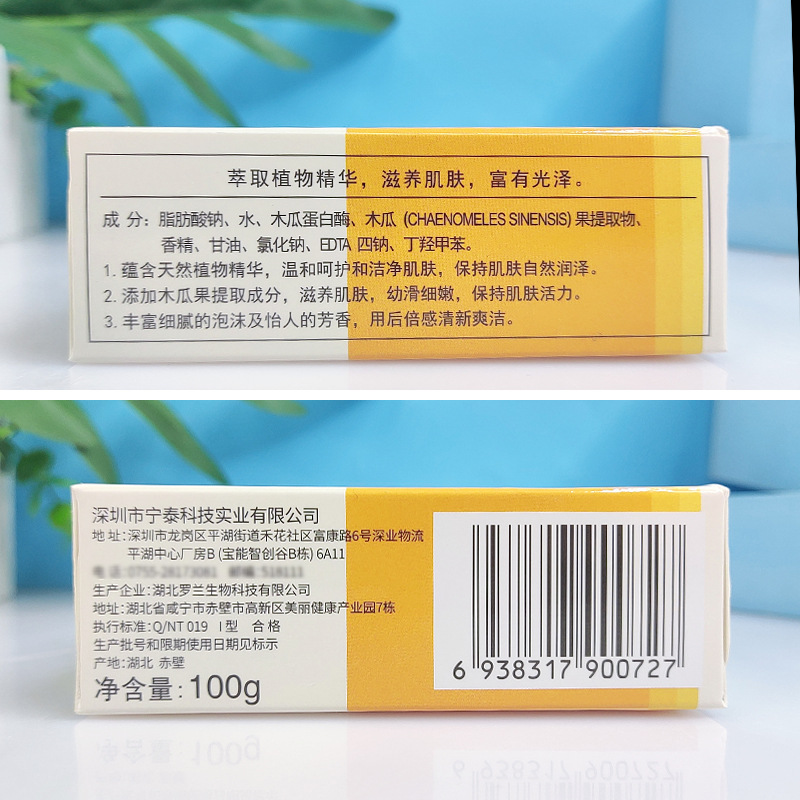 萃取植物精华，滋养肌肤，富有光泽。
成 分：脂肪酸钠、水、木瓜蛋白酶、木瓜（CHAENOMELES SINENSIS）果提取物、
香精、甘油、氯化钠、EDTA 四钠、丁羟甲苯。
1. 蕴含天然植物精华，温和呵护和洁净肌肤，保持肌肤自然润泽。
2. 添加木瓜果提取成分，滋养肌肤，幼滑细嫩，保持肌肤活力。
3. 丰富细腻的泡沫及怡人的芳香，用后倍感清新爽洁。
深圳市宁泰科技实业有限公司
地 址：深圳市龙岗区平湖街道禾花社区富康路6号深业物流
平湖中心厂房B (宝能智创谷B栋) 6A11
电 话：0755-28173081 邮编：518111
生产企业：湖北罗兰生物科技有限公司
地址：湖北省咸宁市赤壁市高新区美丽健康产业园7栋
执行标准：Q/NT 019 Ⅰ型 合格
生产批号和限期使用日期见标示
产地：湖北 赤壁
净含量：100g
6 938317 900727